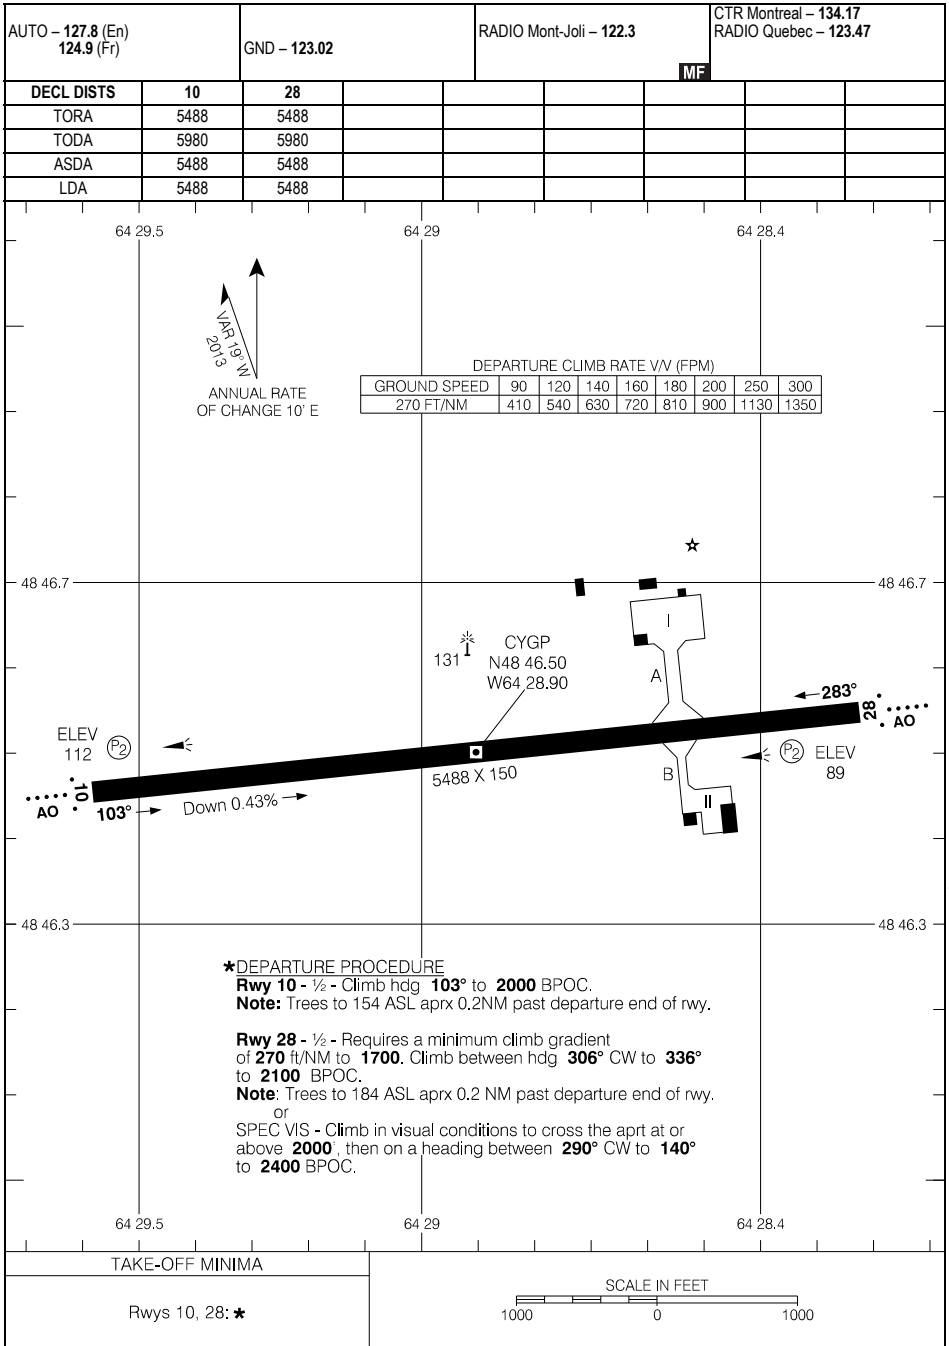 AUTO – 127.8 (En)
124.9 (Fr)
GND – 123.02
RADIO Mont-Joli – 122.3
MF
CTR Montreal – 134.17
RADIO Quebec – 123.47
DECL DISTS 10 28
TORA 5488 5488
TODA 5980 5980
ASDA 5488 5488
LDA 5488 5488
64 29.5 64 29 64 28.4
VAR 19° W
2013
ANNUAL RATE
OF CHANGE 10' E
DEPARTURE CLIMB RATE V/V (FPM)
GROUND SPEED 90 120 140 160 180 200 250 300
270 FT/NM 410 540 630 720 810 900 1130 1350
48 46.7 48 46.7
I
131
CYGP
N48 46.50
W64 28.90
A
283°
28
AO
ELEV
112
P2
P2
ELEV
89
5488 X 150
B
II
10
AO
103°
Down 0.43%
48 46.3 48 46.3
★DEPARTURE PROCEDURE
Rwy 10 - ½ - Climb hdg 103° to 2000 BPOC.
Note: Trees to 154 ASL aprx 0.2NM past departure end of rwy.
Rwy 28 - ½ - Requires a minimum climb gradient
of 270 ft/NM to 1700. Climb between hdg 306° CW to 336°
to 2100 BPOC.
Note: Trees to 184 ASL aprx 0.2 NM past departure end of rwy.
or
SPEC VIS - Climb in visual conditions to cross the aprt at or
above 2000', then on a heading between 290° CW to 140°
to 2400 BPOC.
64 29.5 64 29 64 28.4
TAKE-OFF MINIMA
Rwys 10, 28: ★
SCALE IN FEET
1000 0 1000